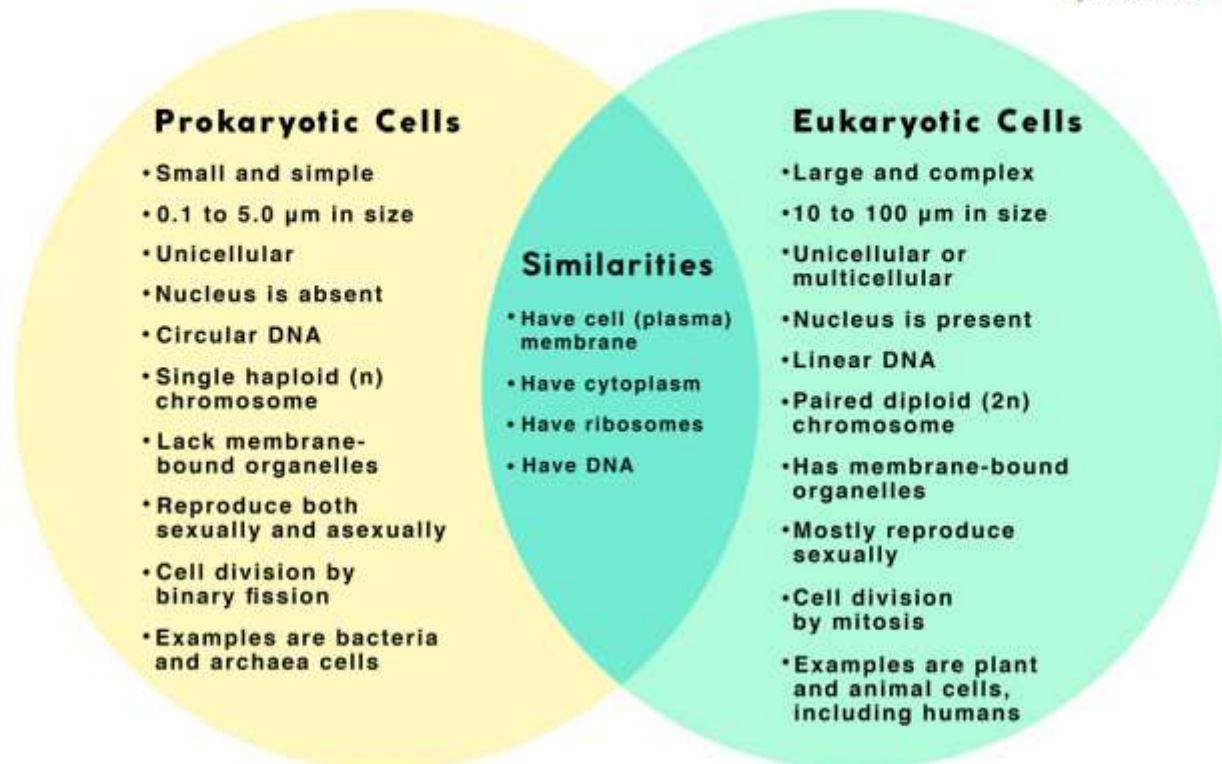 Prokaryotic Cells
• Small and simple
• 0.1 to 5.0 µm in size
• Unicellular
• Nucleus is absent
• Circular DNA
• Single haploid (n)
chromosome
• Lack membrane-
bound organelles
• Reproduce both
sexually and asexually
• Cell division by
binary fission
• Examples are bacteria
and archaea cells
Similarities
• Have cell (plasma)
membrane
• Have cytoplasm
• Have ribosomes
• Have DNA
Eukaryotic Cells
• Large and complex
• 10 to 100 µm in size
• Unicellular or
multicellular
• Nucleus is present
• Linear DNA
• Paired diploid (2n)
chromosome
• Has membrane-bound
organelles
• Mostly reproduce
sexually
• Cell division
by mitosis
• Examples are plant
and animal cells,
including humans